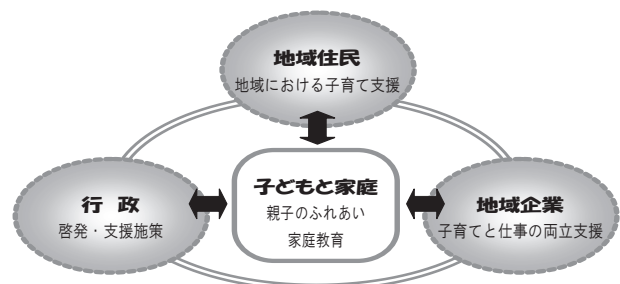 地域住民
地域における子育て支援
子どもと家庭
親子のふれあい
家庭教育
行 政
啓発・支援施策
地域企業
子育てと仕事の両立支援